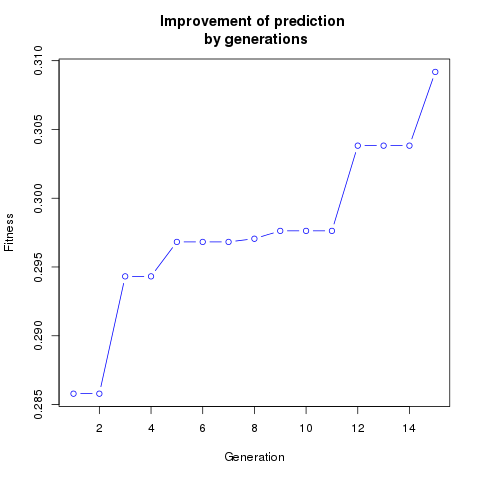 Improvement of prediction
by generations
Fitness
0.310
0.305
0.300
0.295
0.290
0.285
2 4 6 8 10 12 14
Generation